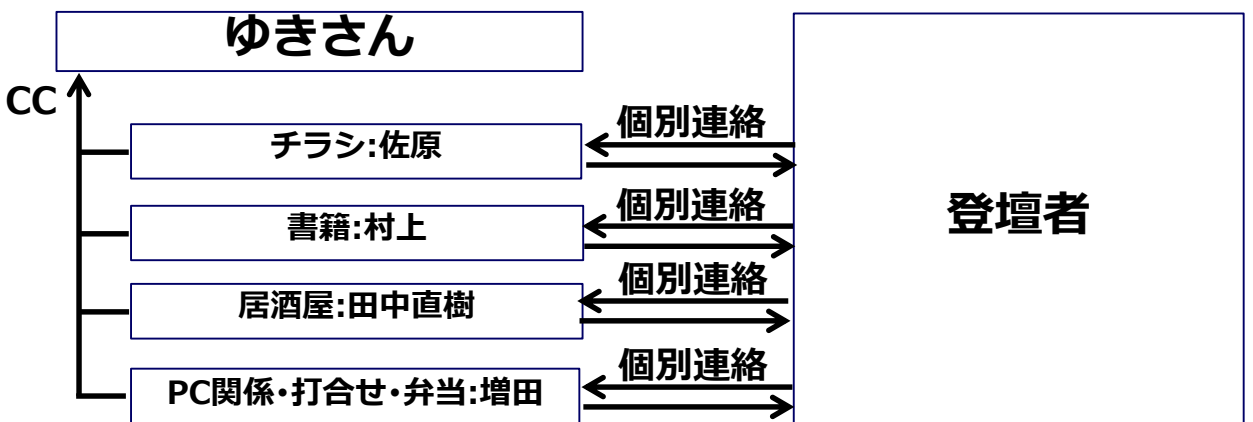 ゆきさん
CC
個別連絡
チラシ:佐原
個別連絡
書籍:村上
登壇者
個別連絡
居酒屋:田中直樹
個別連絡
PC関係・打合せ・弁当:増田